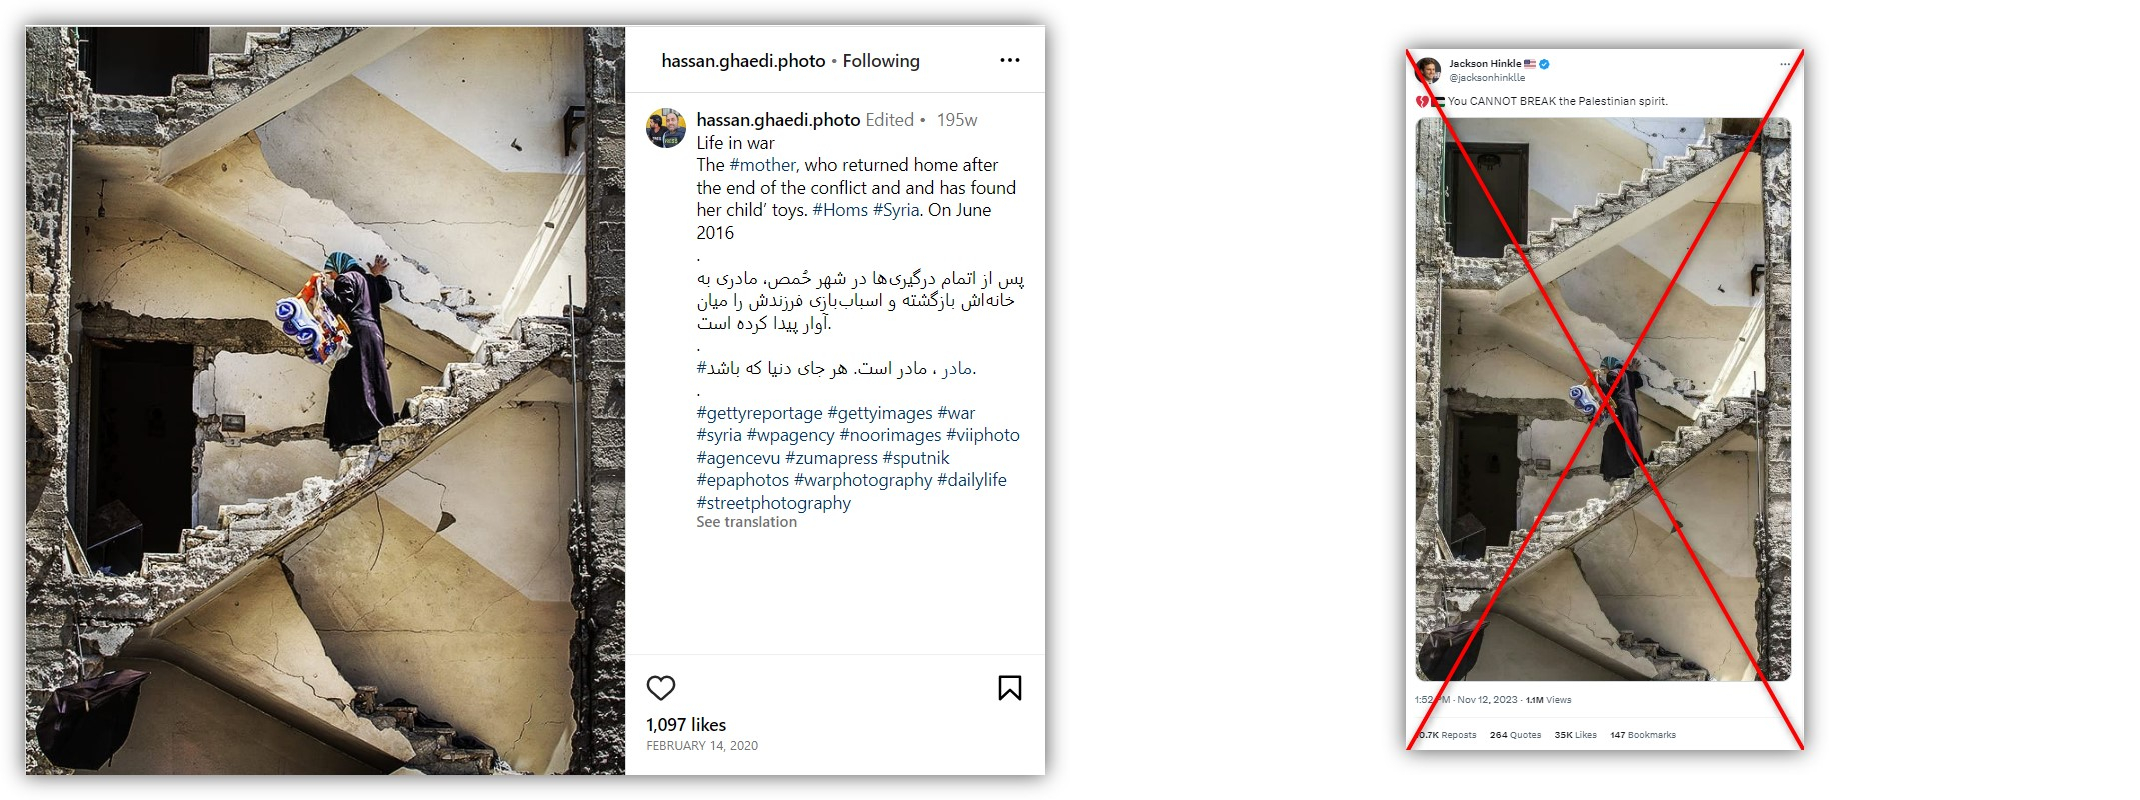 hassan.ghaedi.photo • Following
hassan.ghaedi.photo Edited • 195w
Life in war
The #mother, who returned home after
the end of the conflict and and has found
her child' toys. #Homs #Syria. On June
2016
.
پس از اتمام درگیری‌ها در شهر حُمص، مادری به
خانه‌اش بازگشته و اسباب‌بازی فرزندش را میان
آوار پیدا کرده است.
.
#مادر ، مادر است. هر جای دنیا که باشد.
.
#gettyreportage #gettyimages #war
#syria #wpagency #noorimages #viiphoto
#agencevu #zumapress #sputnik
#epaphotos #warphotography #dailylife
#streetphotography
See translation
1,097 likes
FEBRUARY 14, 2020
Jackson Hinkle
@jacksonhinklle
You CANNOT BREAK the Palestinian spirit.
1:52 PM · Nov 12, 2023 · 1.1M Views
Reposts 264 Quotes 35K Likes 147 Bookmarks